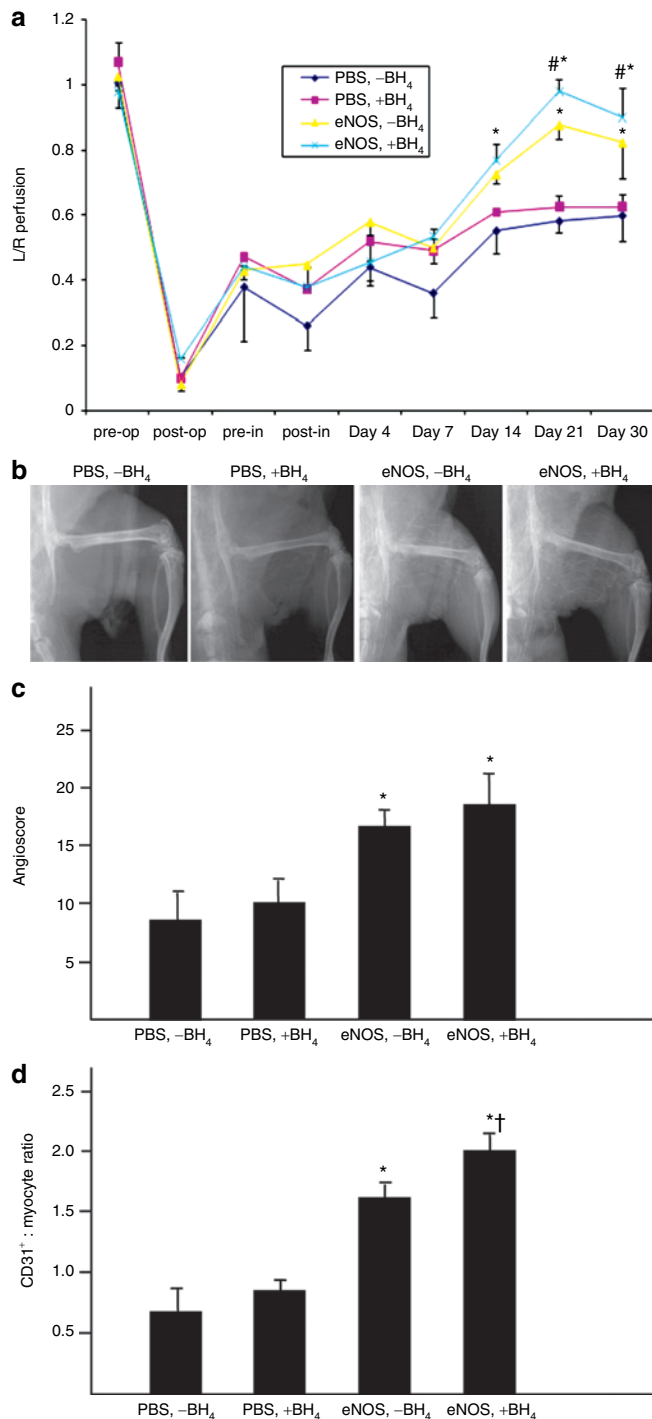 a
1.2
1
0.8
0.6
0.4
0.2
0
L/R perfusion
PBS, –BH4
PBS, +BH4
eNOS, –BH4
eNOS, +BH4
*
#*
*
#*
*
pre-op post-op pre-in post-in Day 4 Day 7 Day 14 Day 21 Day 30
b
PBS, –BH4 PBS, +BH4 eNOS, –BH4 eNOS, +BH4
c
25
20
15
10
5
Angioscore
*
*
PBS, –BH4 PBS, +BH4 eNOS, –BH4 eNOS, +BH4
d
2.5
2.0
1.5
1.0
0.5
CD31+ : myocyte ratio
*
*†
PBS, –BH4 PBS, +BH4 eNOS, –BH4 eNOS, +BH4